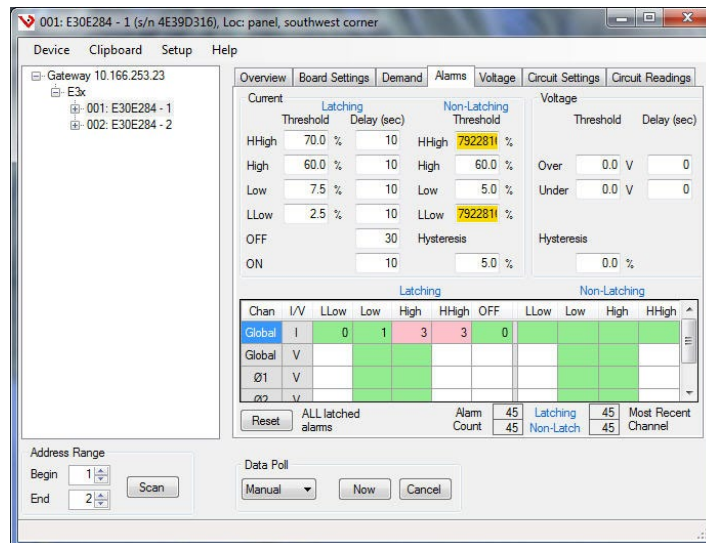 001: E30E284 - 1 (s/n 4E39D316), Loc: panel, southwest corner
Device Clipboard Setup Help
Gateway 10.166.253.23
E3x
001: E30E284 - 1
002: E30E284 - 2
Overview Board Settings Demand Alarms Voltage Circuit Settings Circuit Readings
Current
Latching
Threshold Delay (sec)
HHigh 70.0 % 10
High 60.0 % 10
Low 7.5 % 10
LLow 2.5 % 10
OFF 30
ON 10
Non-Latching
Threshold
HHigh 792281 %
High 60.0 %
Low 5.0 %
LLow 792281 %
Hysteresis
5.0 %
Voltage
Threshold Delay (sec)
Over 0.0 V 0
Under 0.0 V 0
Hysteresis
0.0 %
Latching Non-Latching
Chan I/V LLow Low High HHigh OFF LLow Low High HHigh
Global I 0 1 3 3 0
Global V
Ø1 V
Ø2 V
Reset ALL latched alarms
Alarm Count 45 Latching 45 Most Recent Channel
45 Non-Latch 45
Address Range
Begin 1
End 2
Scan
Data Poll
Manual Now Cancel